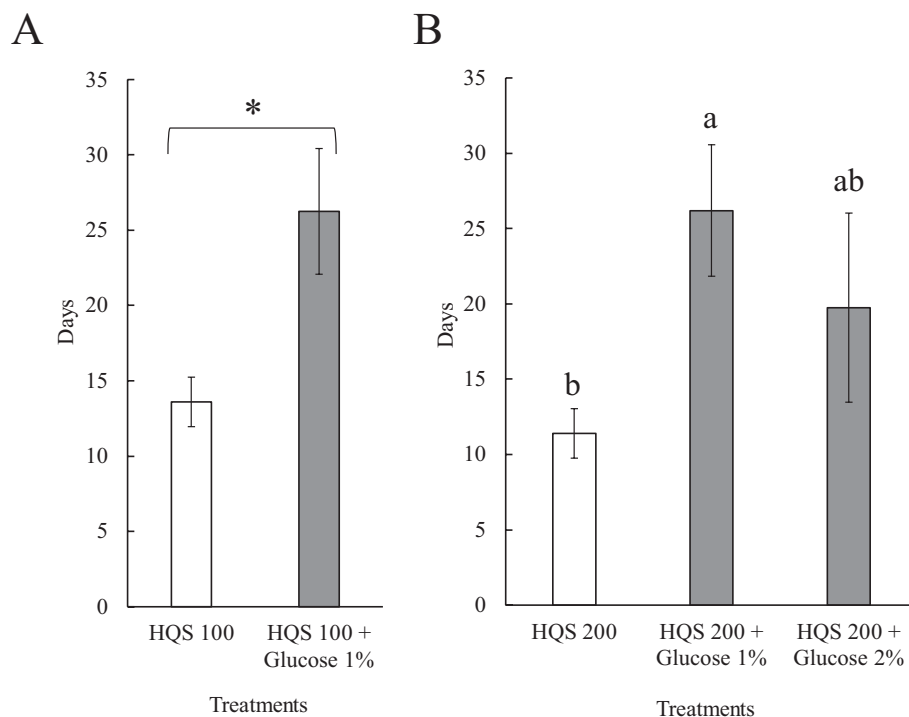 A
35
30
25
20
15
10
5
0
Days
*
HQS 100
HQS 100 +
Glucose 1%
Treatments
B
35
30
25
20
15
10
5
0
Days
b
a
ab
HQS 200
HQS 200 +
Glucose 1%
HQS 200 +
Glucose 2%
Treatments